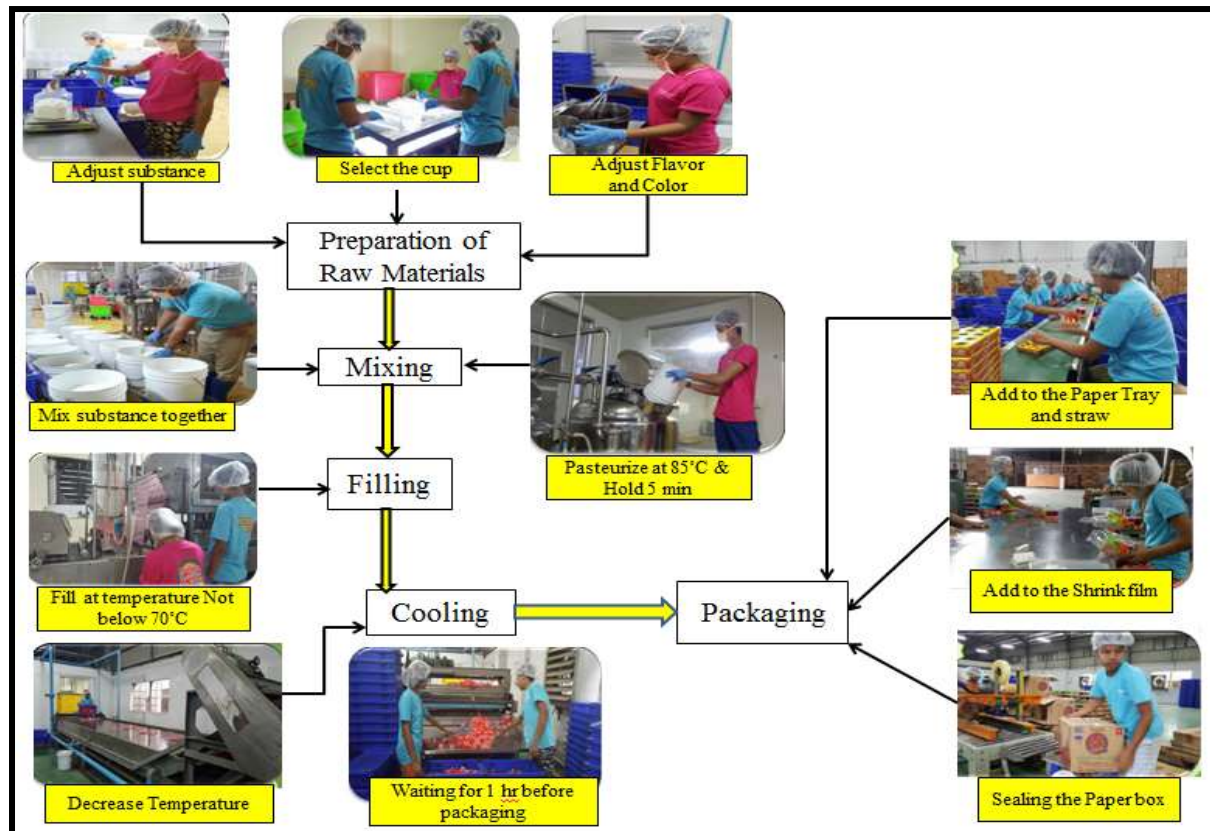 Adjust substance
Select the cup
Adjust Flavor
and Color
Preparation of
Raw Materials
Mixing
Mix substance together
Pasteurize at 85°C &
Hold 5 min
Add to the Paper Tray
and straw
Filling
Fill at temperature Not
below 70°C
Add to the Shrink film
Cooling
Packaging
Decrease Temperature
Waiting for 1 hr before
packaging
Sealing the Paper box